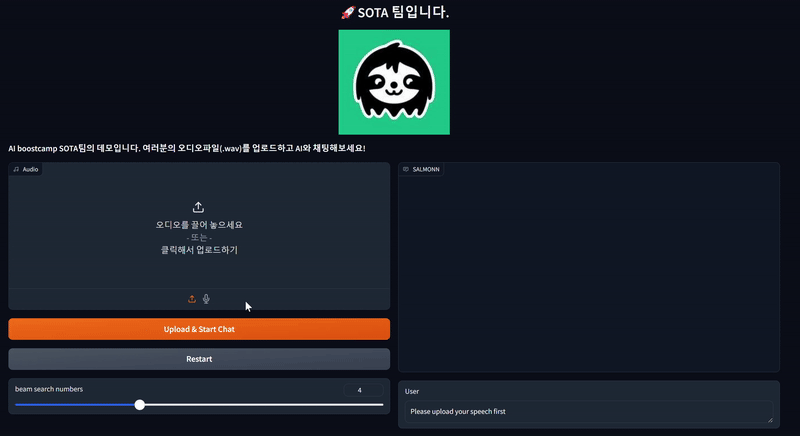 🚀SOTA 팀입니다.
AI boostcamp SOTA팀의 데모입니다. 여러분의 오디오파일(.wav)를 업로드하고 AI와 채팅해보세요!
Audio
오디오를 끌어 놓으세요
- 또는 -
클릭해서 업로드하기
Upload & Start Chat
Restart
beam search numbers
4
SALMONN
User
Please upload your speech first